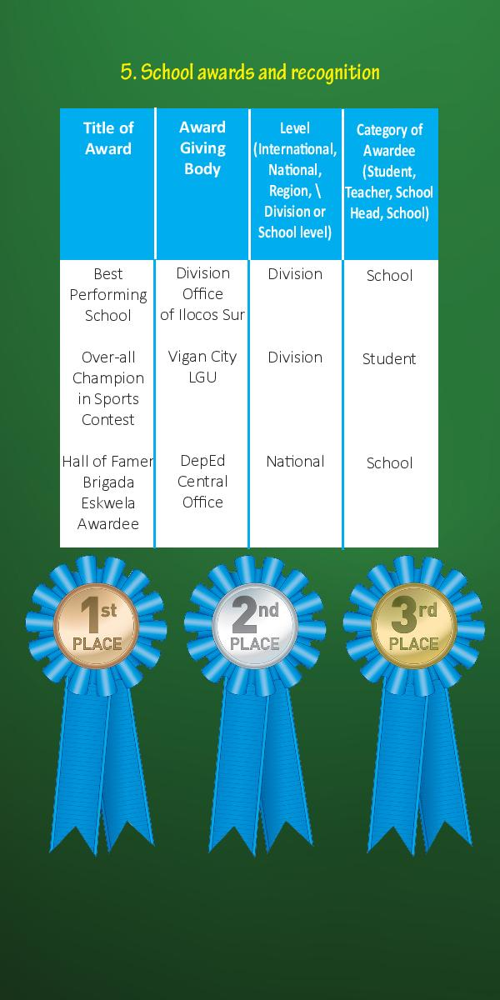 5. School awards and recognition
Title of
Award
Award
Giving
Body
Level
(International,
National,
Region, \
Division or
School level)
Category of
Awardee
(Student,
Teacher, School
Head, School)
Best
Performing
School
Division
Office
of Ilocos Sur
Division
School
Over-all
Champion
in Sports
Contest
Vigan City
LGU
Division
Student
Hall of Famer
Brigada
Eskwela
Awardee
DepEd
Central
Office
National
School
1st
PLACE
2nd
PLACE
3rd
PLACE